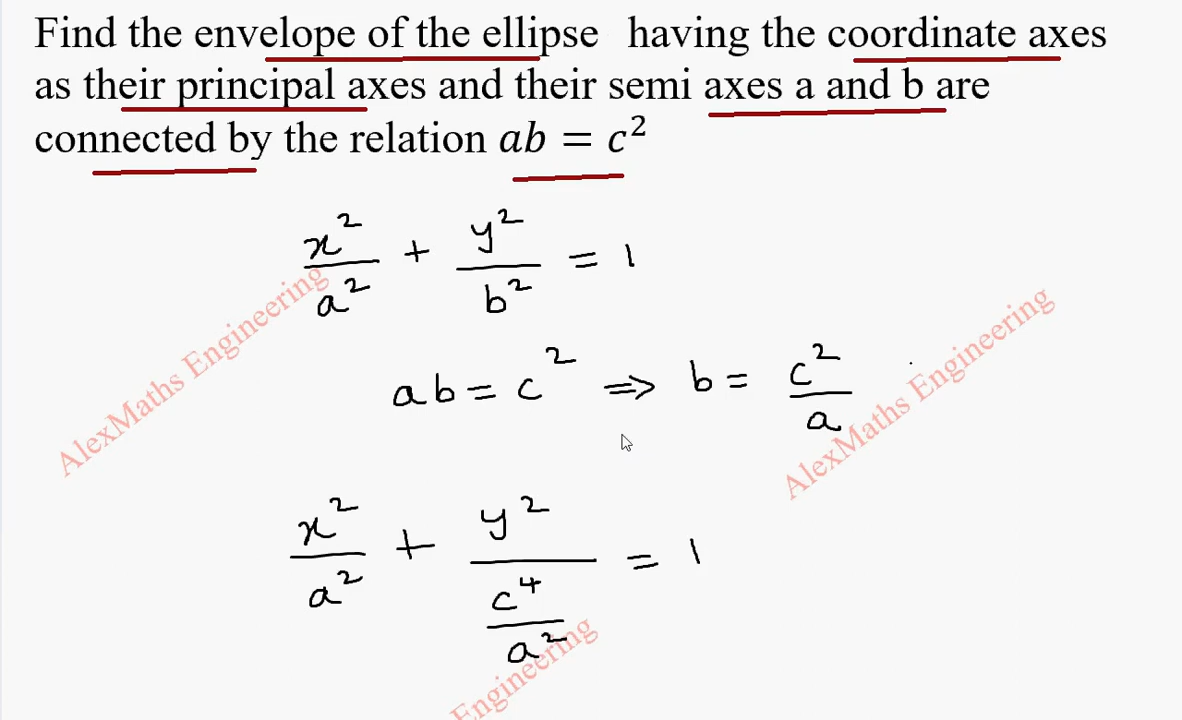 Find the envelope of the ellipse having the coordinate axes
as their principal axes and their semi axes a and b are
connected by the relation ab = c²
x²/a² + y²/b² = 1
ab = c² ⇒ b = c²/a
x²/a² + y²/(c⁴/a²) = 1
AlexMaths Engineering
AlexMaths Engineering
Engineering